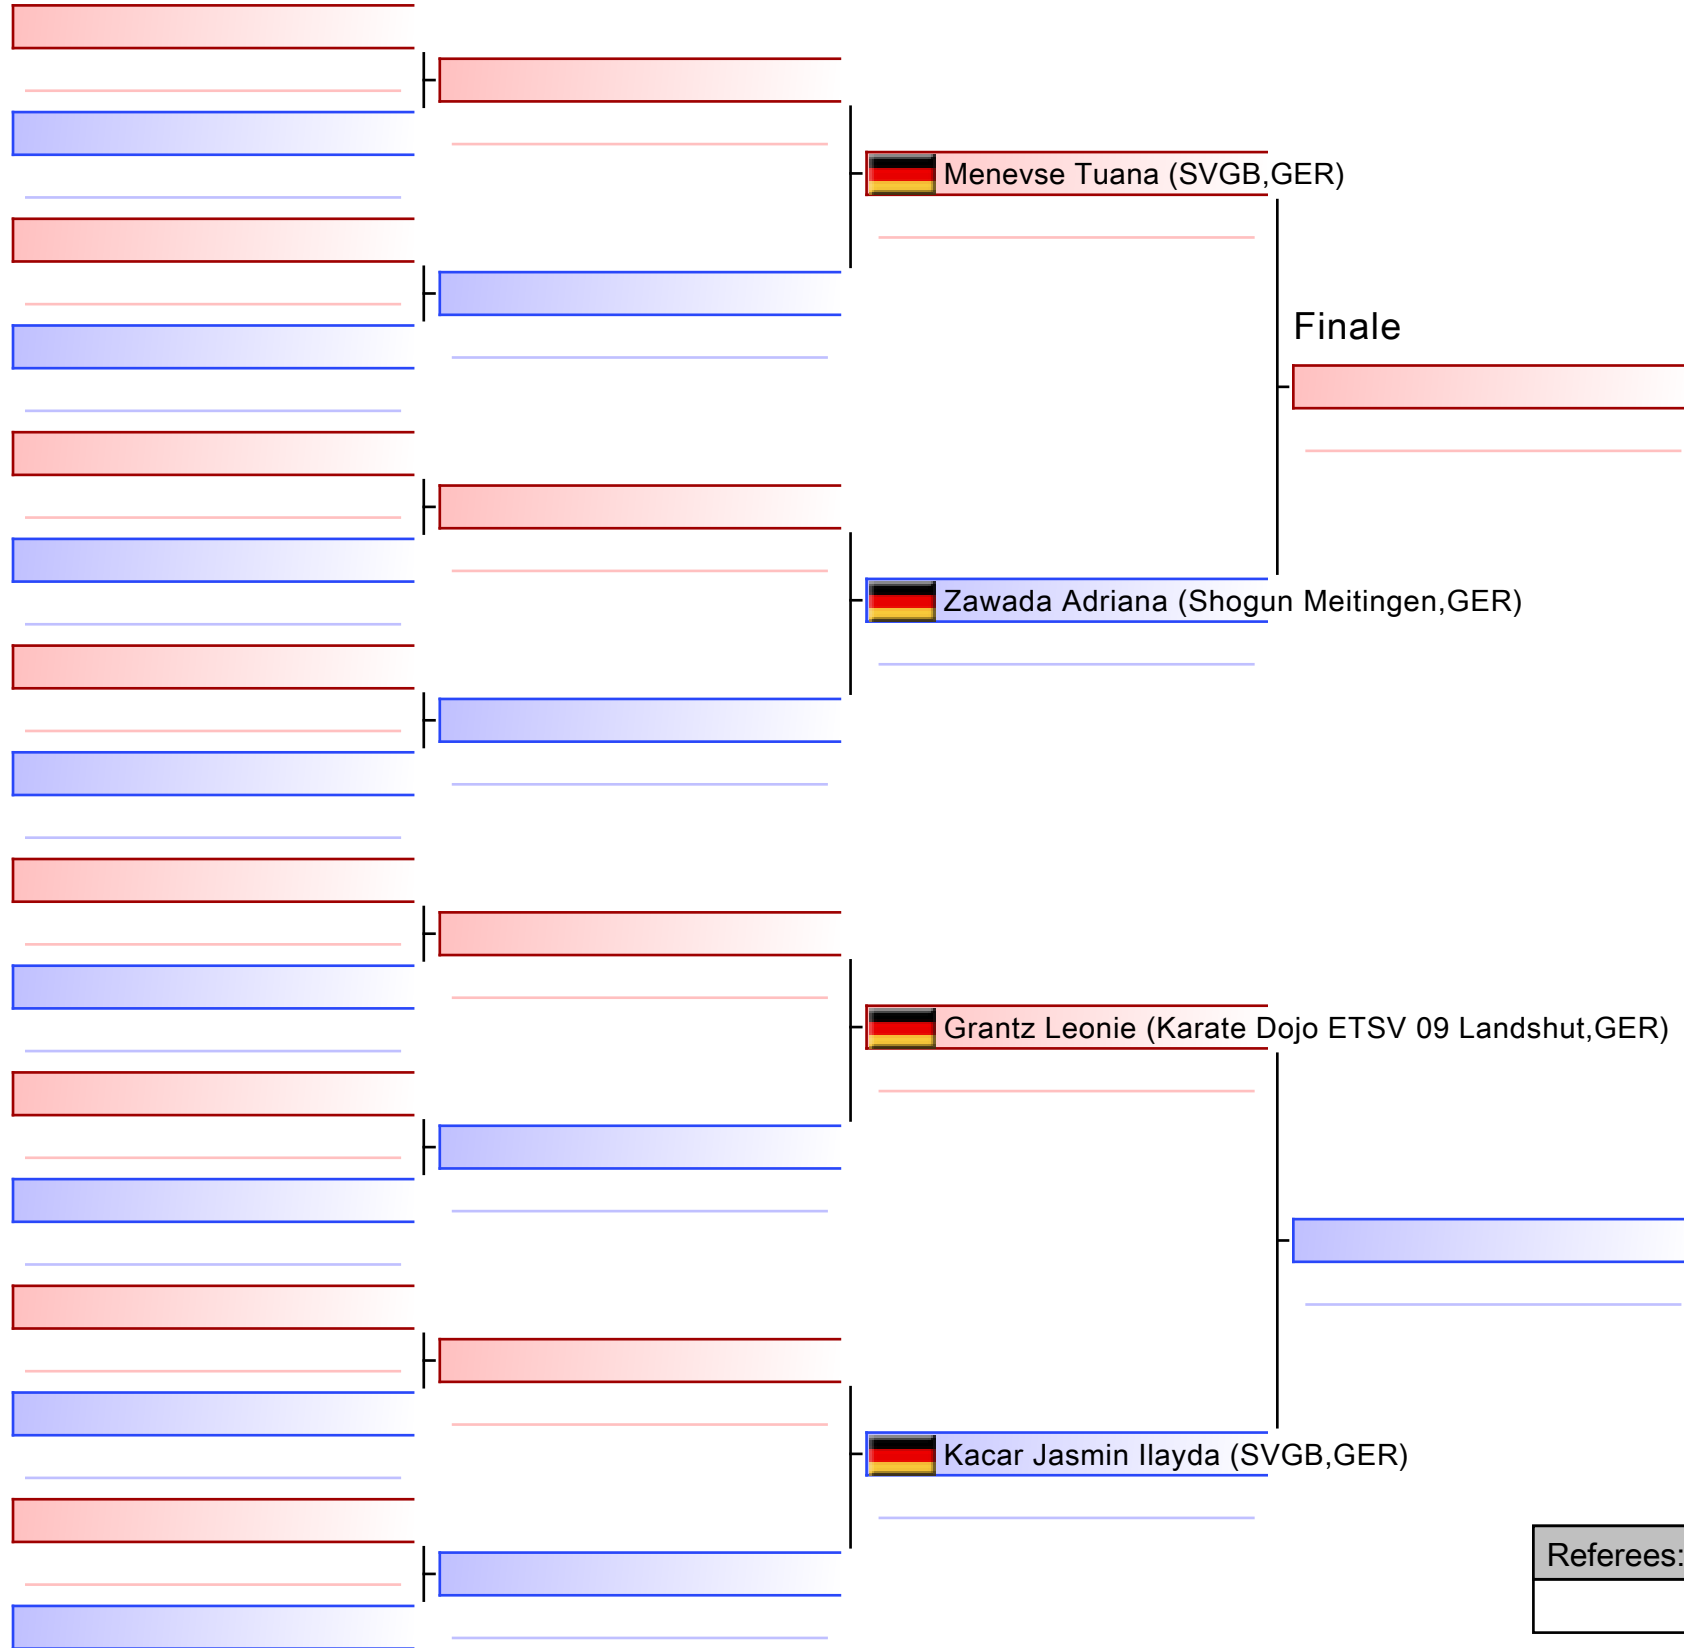 Menevse Tuana (SVGB,GER)
Finale
Zawada Adriana (Shogun Meitingen,GER)
Grantz Leonie (Karate Dojo ETSV 09 Landshut,GER)
Kacar Jasmin Ilayda (SVGB,GER)
Referees: